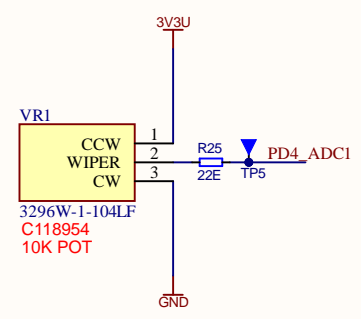 3V3U
VR1
CCW 1
WIPER 2
CW 3
R25
22E
TP5
PD4_ADC1
3296W-1-104LF
C118954
10K POT
GND